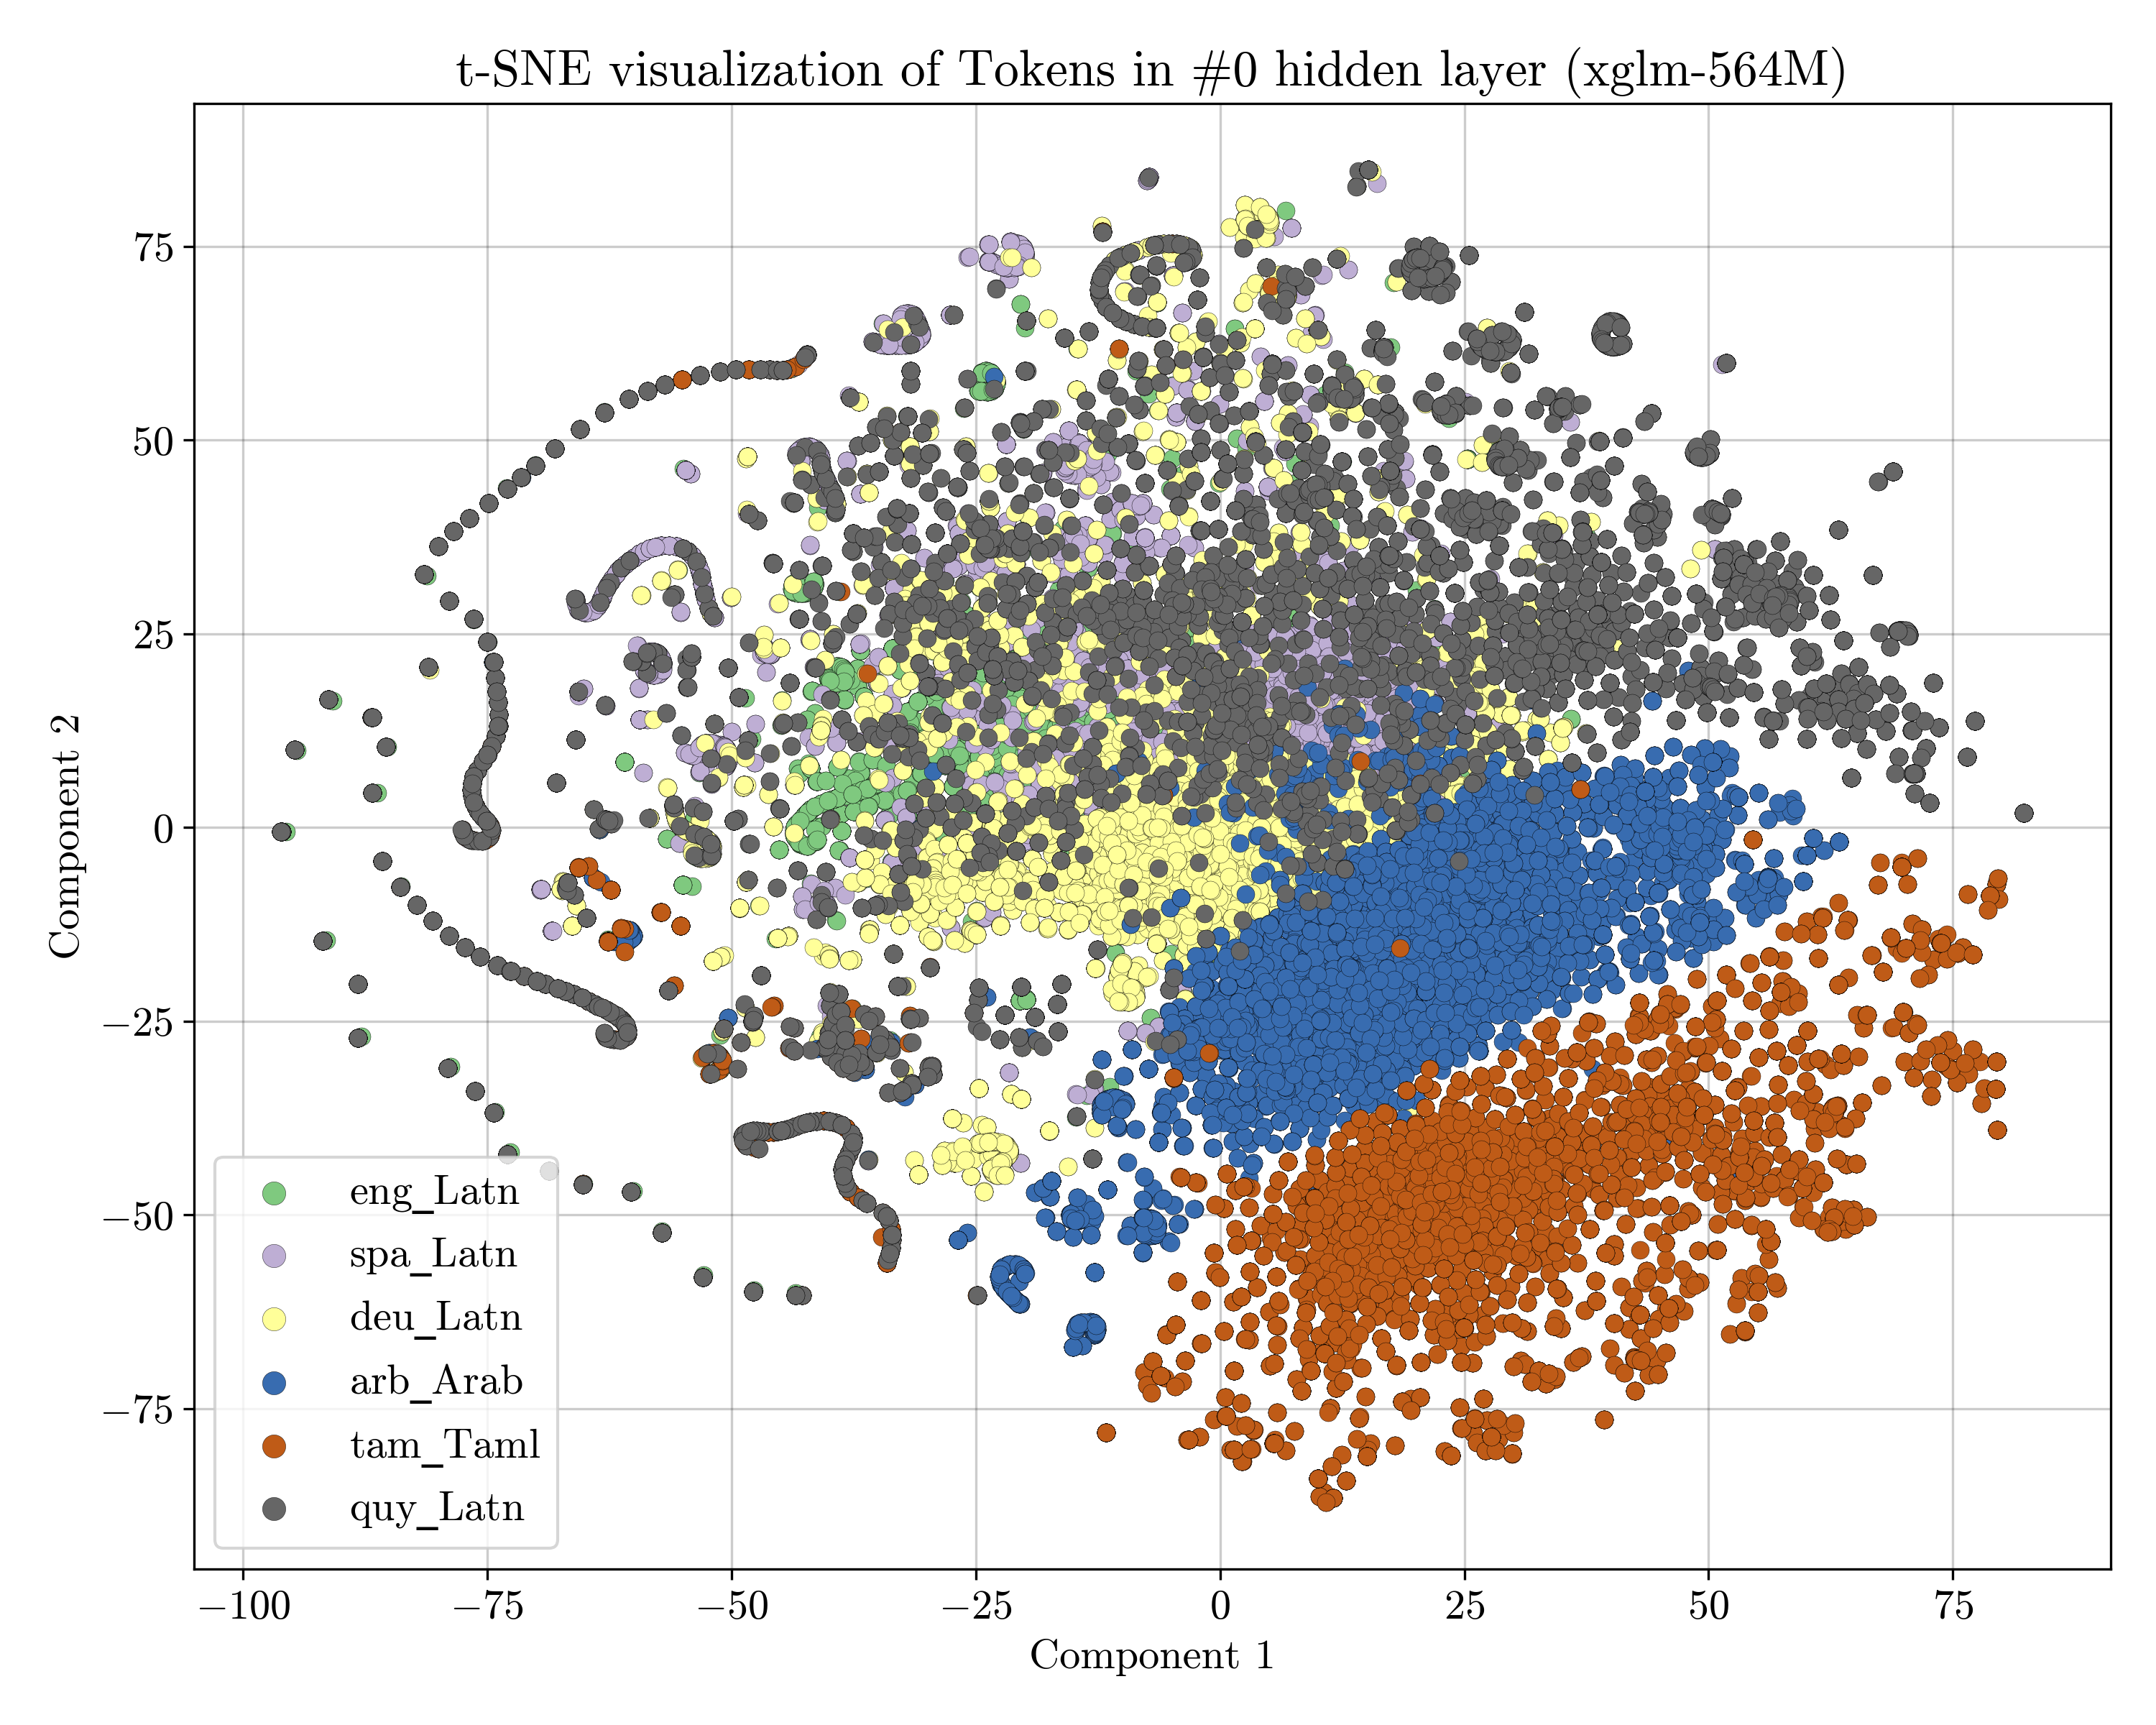 t-SNE visualization of Tokens in #0 hidden layer (xglm-564M)
Component 2
75
50
25
0
−25
−50
−75
eng_Latn
spa_Latn
deu_Latn
arb_Arab
tam_Taml
quy_Latn
−100 −75 −50 −25 0 25 50 75
Component 1